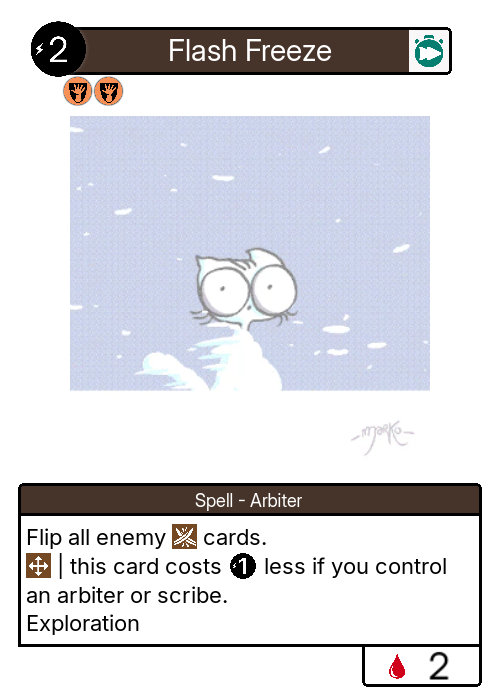 2
Flash Freeze
marko
Spell - Arbiter
Flip all enemy cards.
| this card costs 1 less if you control
an arbiter or scribe.
Exploration
2